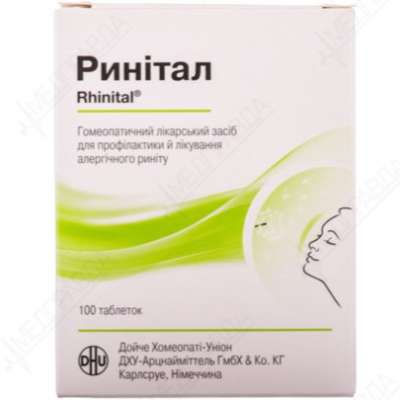 Ринітал
Rhinital®
Гомеопатичний лікарський засіб
для профілактики й лікування
алергічного риніту
100 таблеток
DHU
Дойче Хомеопаті-Уніон
ДХУ-Арцнайміттель ГмбХ & Ко. КГ
Карлсруе, Німеччина